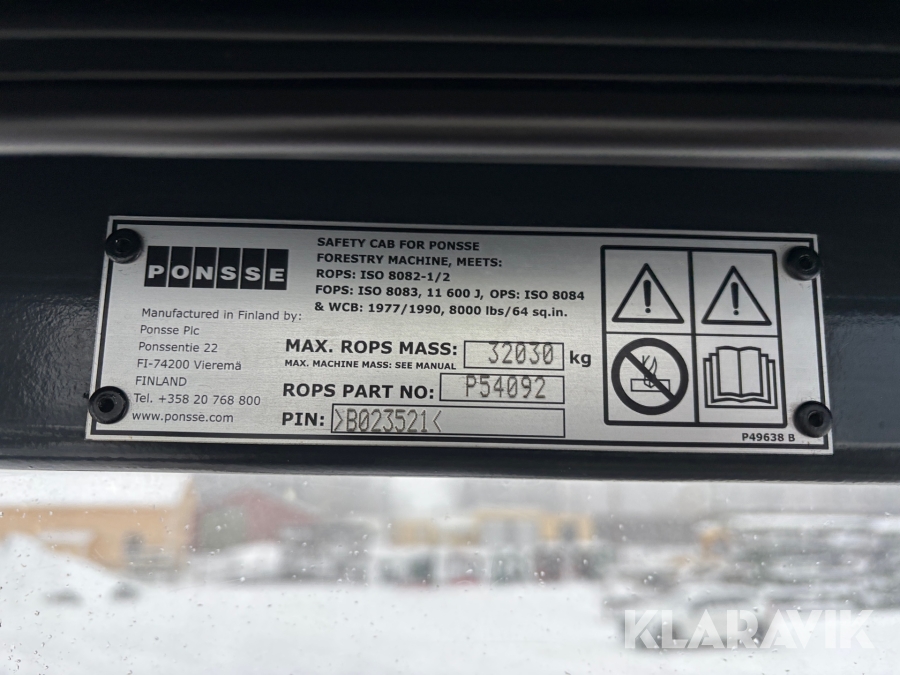 PONSSE
Manufactured in Finland by:
Ponsse Plc
Ponssentie 22
FI-74200 Vieremä
FINLAND
Tel. +358 20 768 800
www.ponsse.com
SAFETY CAB FOR PONSSE
FORESTRY MACHINE, MEETS:
ROPS: ISO 8082-1/2
FOPS: ISO 8083, 11 600 J, OPS: ISO 8084
& WCB: 1977/1990, 8000 lbs/64 sq.in.
MAX. ROPS MASS: 32030 kg
MAX. MACHINE MASS: SEE MANUAL
ROPS PART NO: P54092
PIN: >B023521<
P49638 B
KLARAVIK